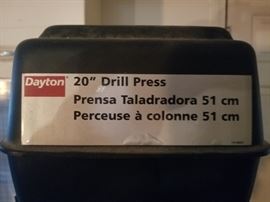 Dayton 20" Drill Press
Prensa Taladradora 51 cm
Perceuse à colonne 51 cm